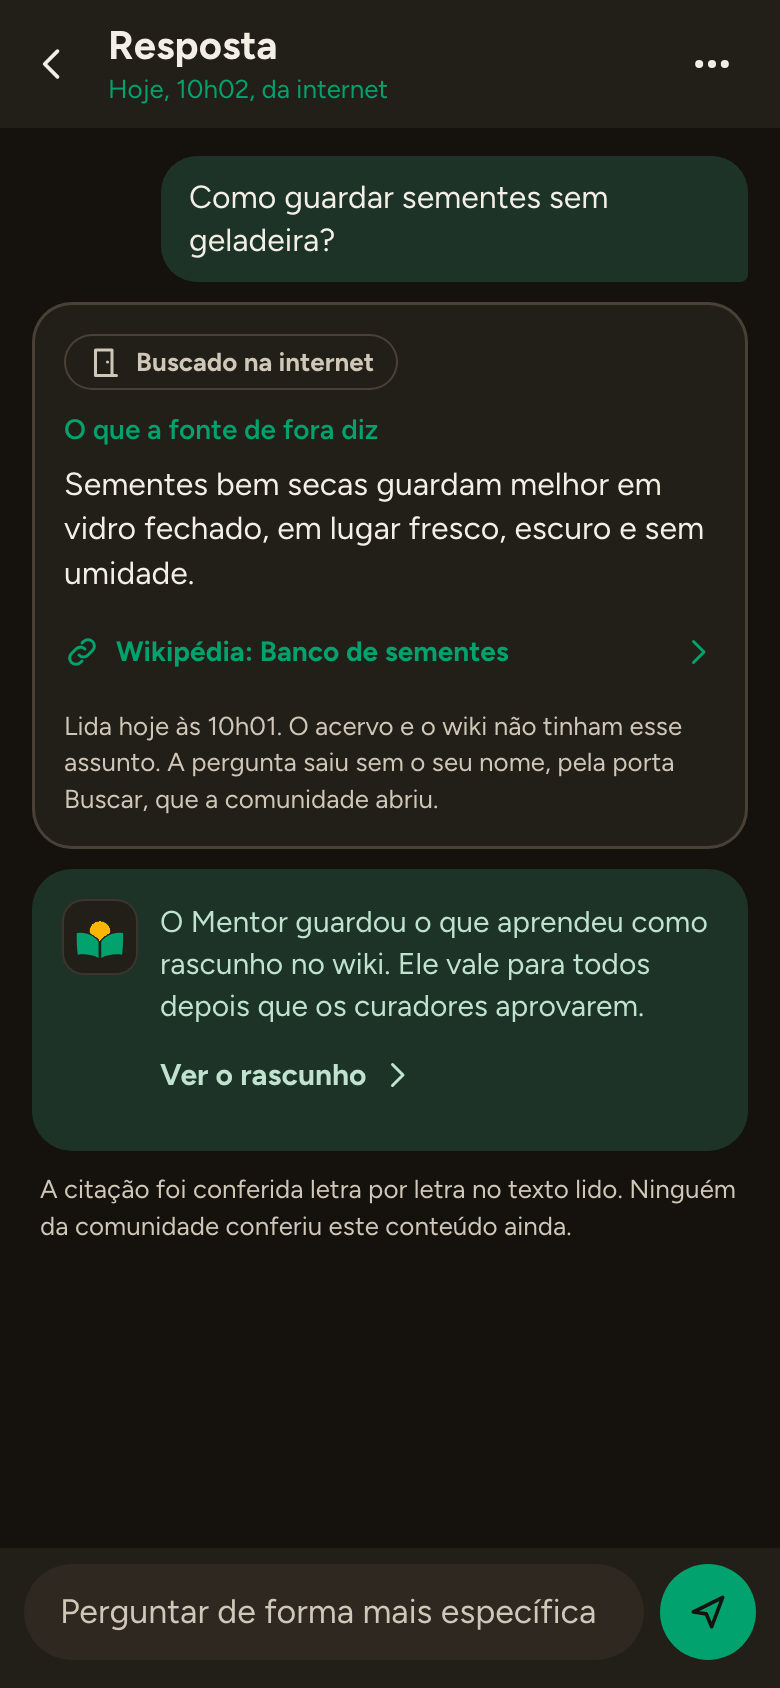 Resposta
Hoje, 10h02, da internet
Como guardar sementes sem
geladeira?
Buscado na internet
O que a fonte de fora diz
Sementes bem secas guardam melhor em
vidro fechado, em lugar fresco, escuro e sem
umidade.
Wikipédia: Banco de sementes
Lida hoje às 10h01. O acervo e o wiki não tinham esse
assunto. A pergunta saiu sem o seu nome, pela porta
Buscar, que a comunidade abriu.
O Mentor guardou o que aprendeu como
rascunho no wiki. Ele vale para todos
depois que os curadores aprovarem.
Ver o rascunho
A citação foi conferida letra por letra no texto lido. Ninguém
da comunidade conferiu este conteúdo ainda.
Perguntar de forma mais específica